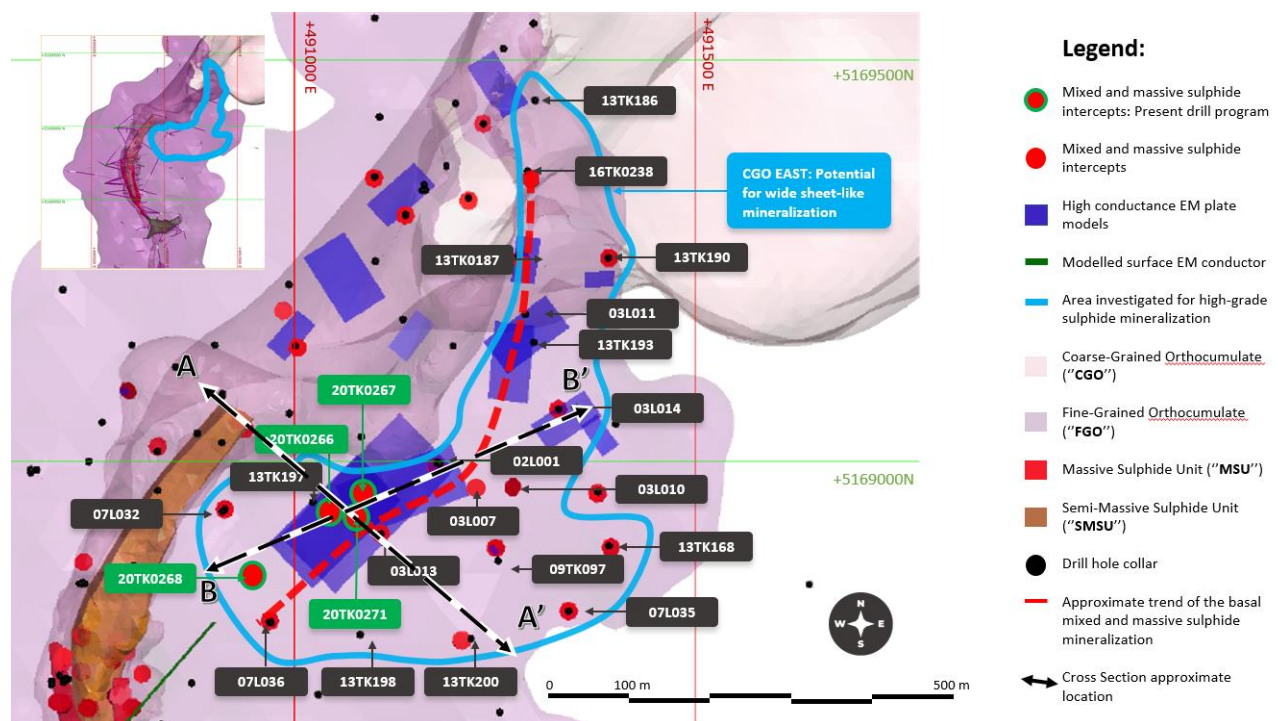 +491000 E
+491500 E
+5169500N
13TK186
16TK0238
CGO EAST: Potential
for wide sheet-like
mineralization
13TK0187
13TK190
03L011
13TK193
A
B’
20TK0267
03L014
20TK0266
02L001
13TK197
+5169000N
03L010
07L032
03L007
13TK168
03L013
09TK097
20TK0268
B
20TK0271
A’
07L035
07L036
13TK198
13TK200
N
W
E
S
0
100 m
500 m
Legend:
Mixed and massive sulphide
intercepts: Present drill program
Mixed and massive sulphide
intercepts
High conductance EM plate
models
Modelled surface EM conductor
Area investigated for high-grade
sulphide mineralization
Coarse-Grained Orthocumulate
(“CGO”)
Fine-Grained Orthocumulate
(“FGO”)
Massive Sulphide Unit (“MSU”)
Semi-Massive Sulphide Unit
(“SMSU”)
Drill hole collar
Approximate trend of the basal
mixed and massive sulphide
mineralization
Cross Section approximate
location